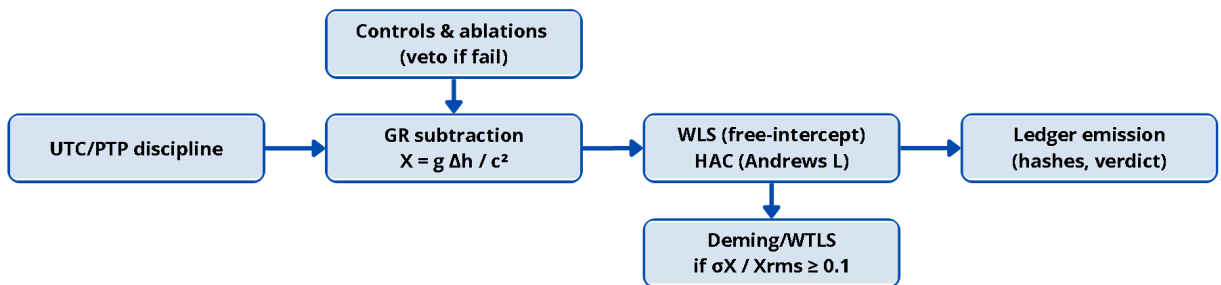 Controls & ablations
(veto if fail)
UTC/PTP discipline
GR subtraction
X = g Δh / c²
WLS (free-intercept)
HAC (Andrews L)
Ledger emission
(hashes, verdict)
Deming/WTLS
if σX / Xrms ≥ 0.1